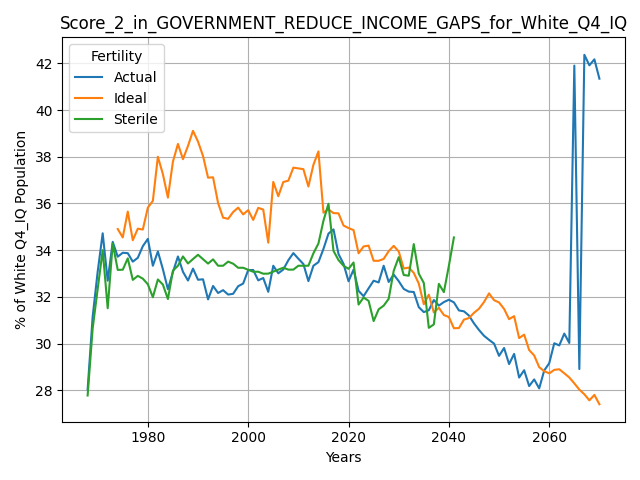 Score_2_in_GOVERNMENT_REDUCE_INCOME_GAPS_for_White_Q4_IQ
Fertility
Actual
Ideal
Sterile
% of White Q4_IQ Population
42
40
38
36
34
32
30
28
1980
2000
2020
2040
2060
Years